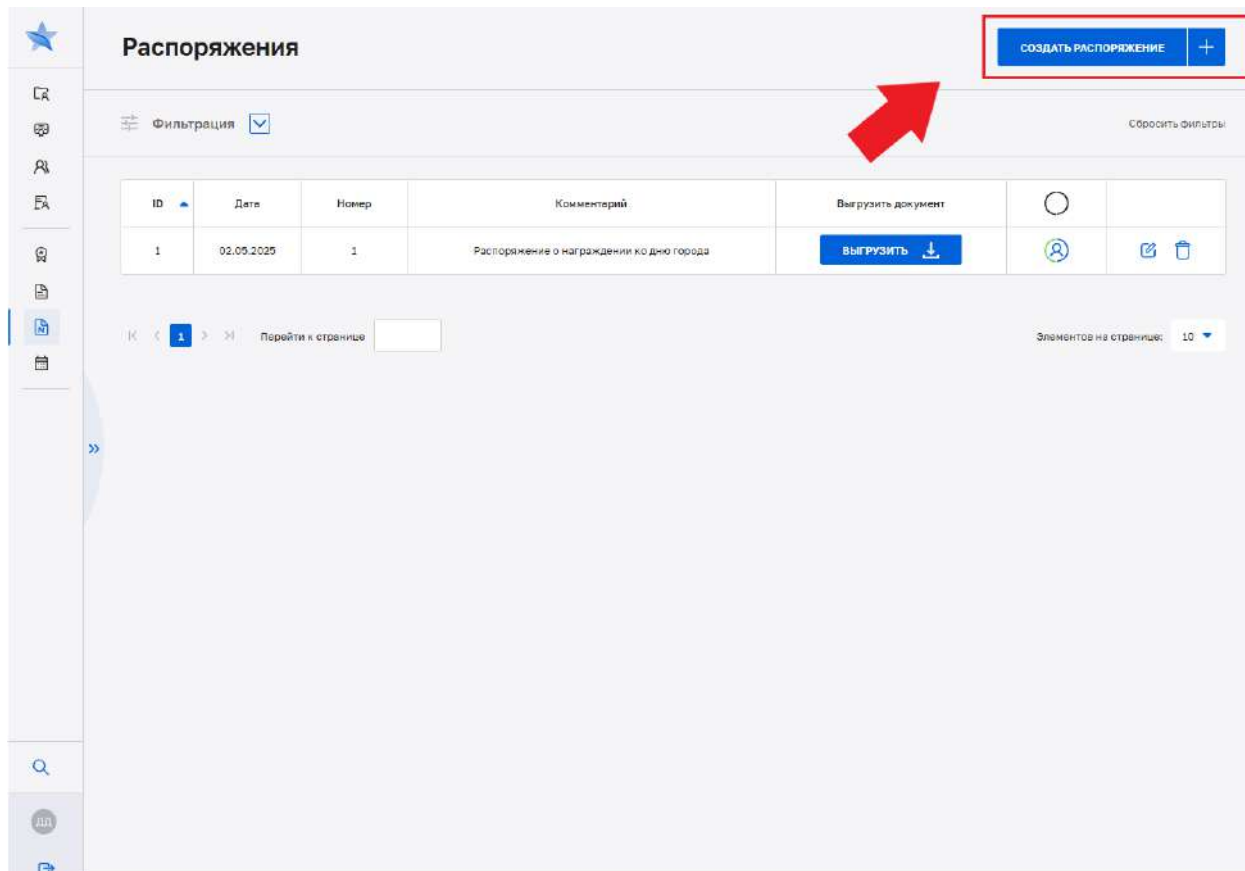 Распоряжения
СОЗДАТЬ РАСПОРЯЖЕНИЕ
Фильтрация
Сбросить фильтры
ID Дата Номер Комментарий Выгрузить документ
1 02.05.2025 1 Распоряжение о награждении ко дню города ВЫГРУЗИТЬ
1 Перейти к странице Элементов на странице: 10
ДД